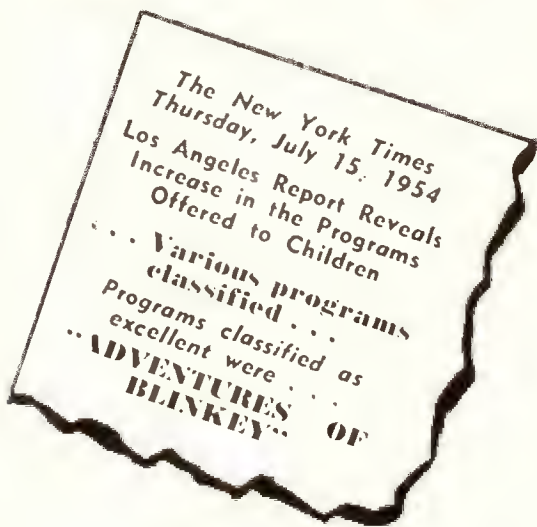 The New York Times
Thursday, July 15, 1954
Los Angeles Report Reveals
Increase in the Programs
Offered to Children
. . . Various programs
classified . . .
Programs classified as
excellent were . . .
"ADVENTURES OF
BLINKEY"